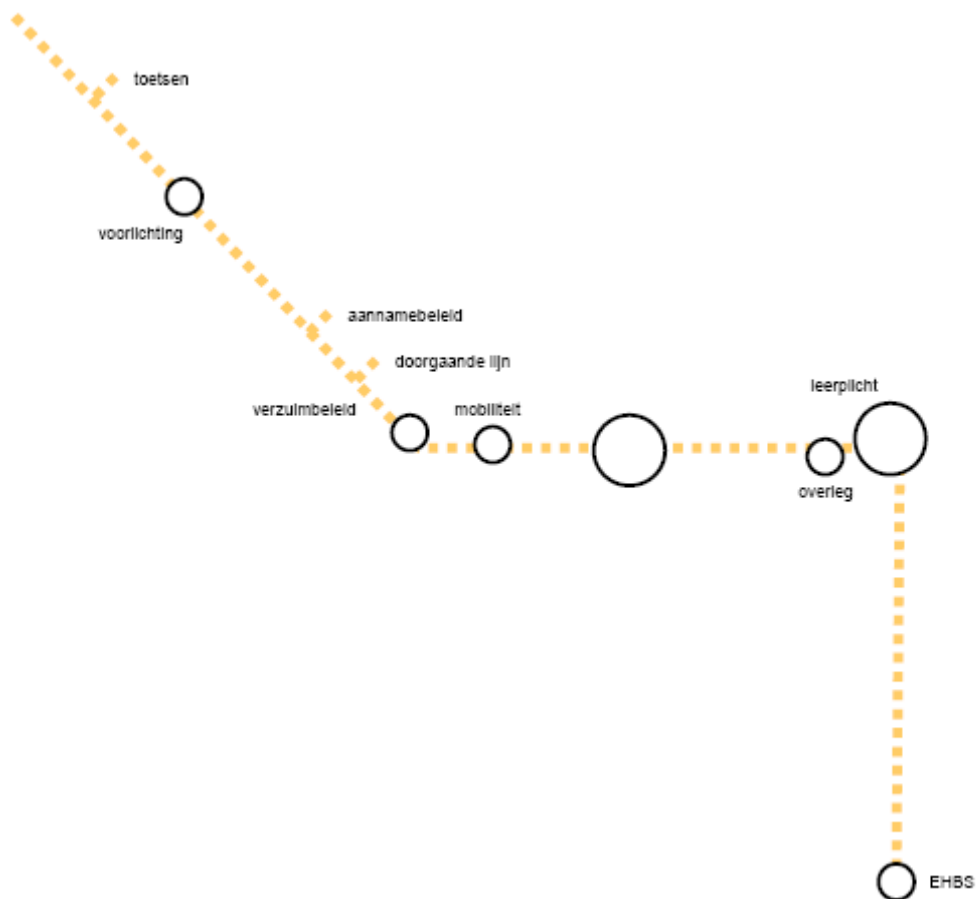 toetsen
voorlichting
aannamebeleid
doorgaande lijn
verzuimbeleid
mobiliteit
leerplicht
overleg
EHBS